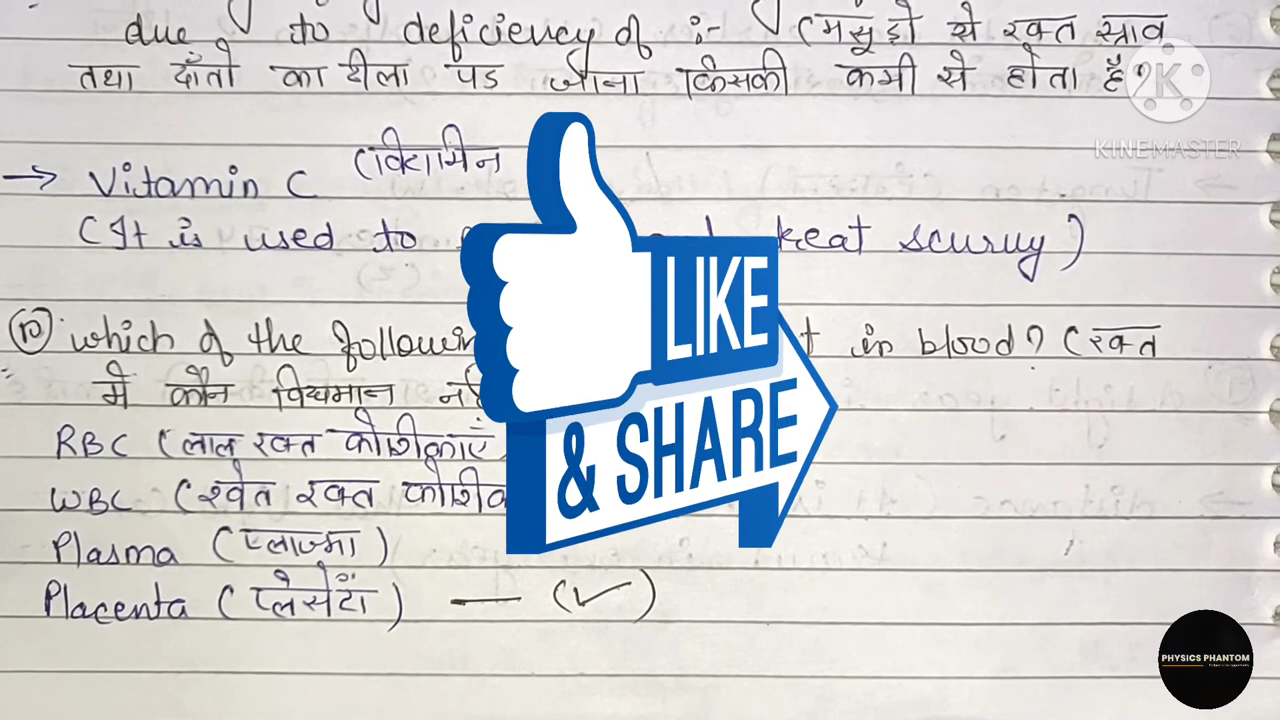 due to deficiency of :- (मसूड़ो से रक्त स्त्राव
तथा दाँतो का ढीला पड जाना किसकी कमी से होता है?
KINEMASTER
→ Vitamin C (विटामिन
(It is used to treat scurvy)
LIKE
& SHARE
⑩ which of the following in blood? (रक्त
मे कौन विद्यमान
RBC (लाल रक्त कोशीकाएं
WBC (श्वेत रक्त
Plasma (प्लाज्मा)
Placenta (प्लेसेंटा) — (✓)
PHYSICS PHANTOM